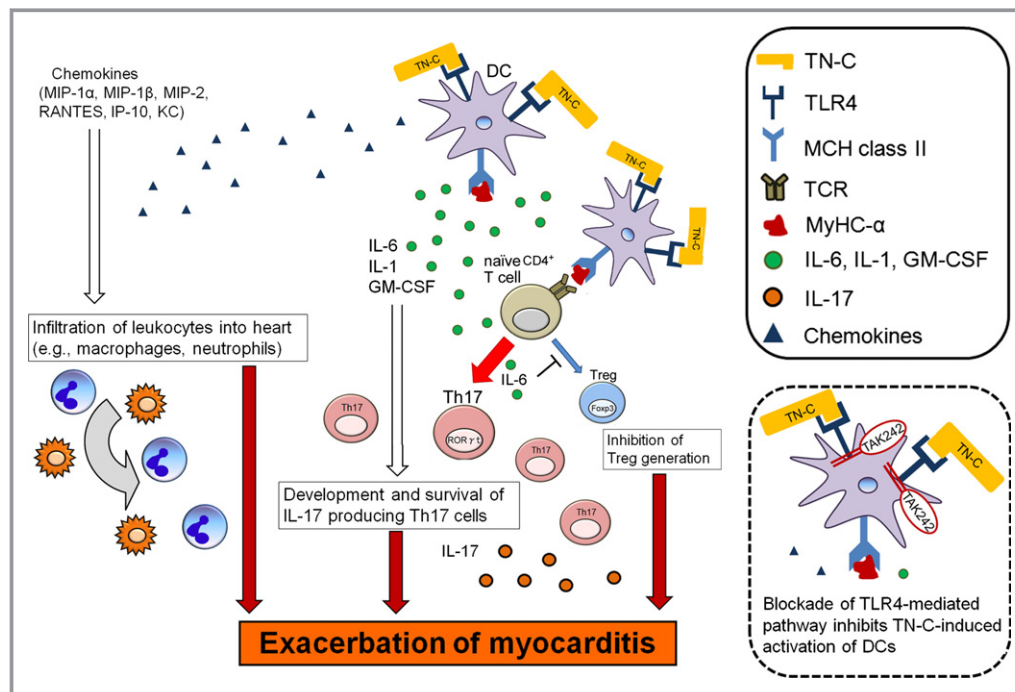 Chemokines
(MIP-1α, MIP-1β, MIP-2,
RANTES, IP-10, KC)
TN-C
DC
TN-C
TN-C
TN-C
IL-6
IL-1
GM-CSF
naïve CD4⁺
T cell
Infiltration of leukocytes into heart
(e.g., macrophages, neutrophils)
IL-6
Treg
Foxp3
Th17
Th17
RORγt
Th17
Th17
Inhibition of
Treg generation
Development and survival of
IL-17 producing Th17 cells
IL-17
Exacerbation of myocarditis
TN-C
TLR4
MCH class II
TCR
MyHC-α
IL-6, IL-1, GM-CSF
IL-17
Chemokines
TN-C
TAK242
TN-C
TAK242
Blockade of TLR4-mediated
pathway inhibits TN-C-induced
activation of DCs